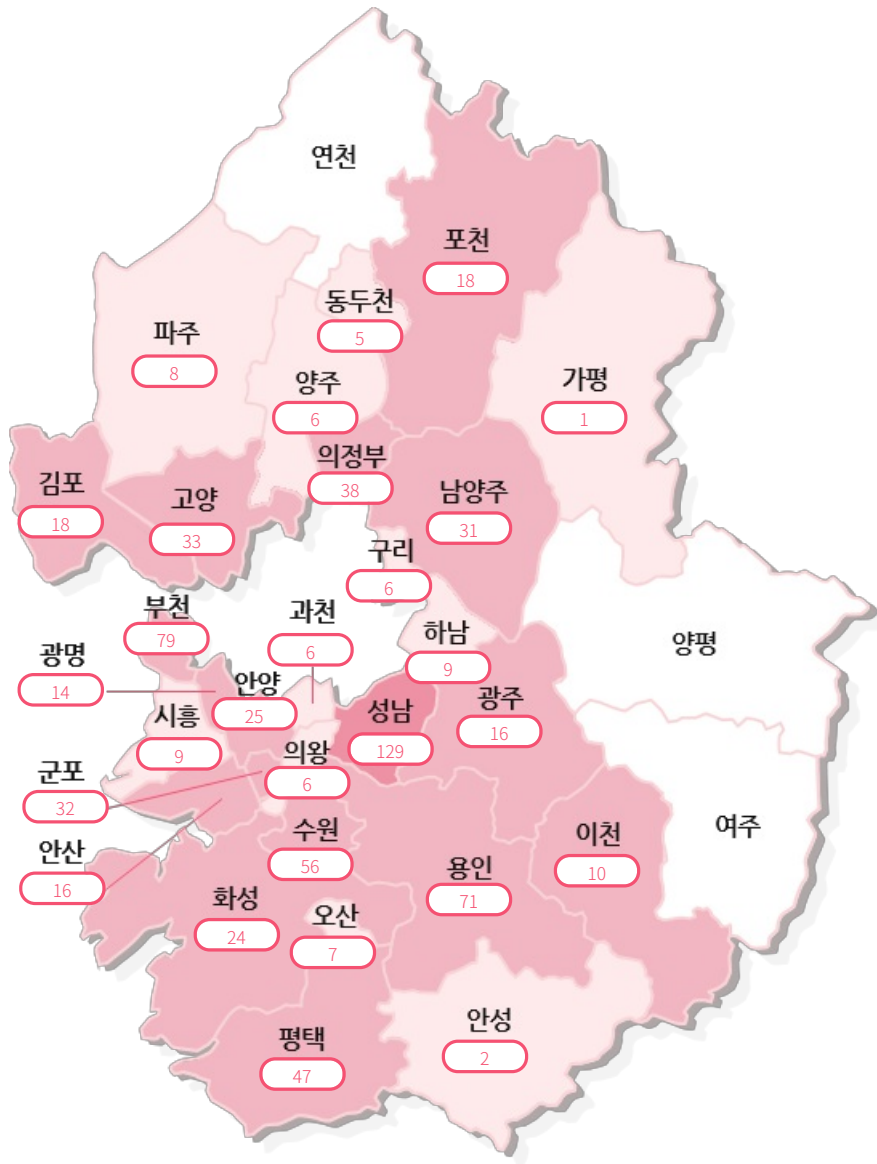 연천
포천
18
동두천
5
파주
8
양주
6
가평
1
의정부
38
김포
18
고양
33
남양주
31
구리
6
부천
79
과천
6
하남
9
양평
광명
14
안양
25
시흥
9
성남
129
광주
16
의왕
6
군포
32
수원
56
이천
10
여주
안산
16
화성
24
용인
71
오산
7
안성
2
평택
47